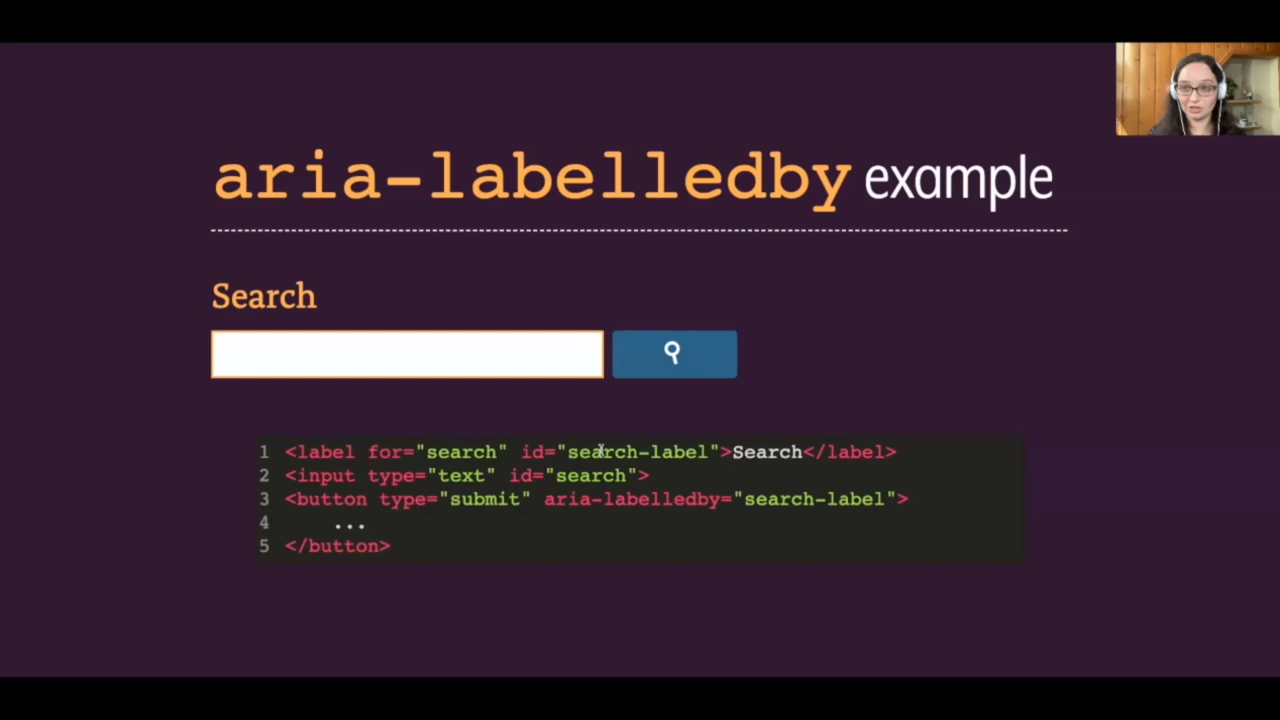 aria-labelledby example
Search
1 <label for="search" id="search-label">Search</label>
2 <input type="text" id="search">
3 <button type="submit" aria-labelledby="search-label">
4 ...
5 </button>